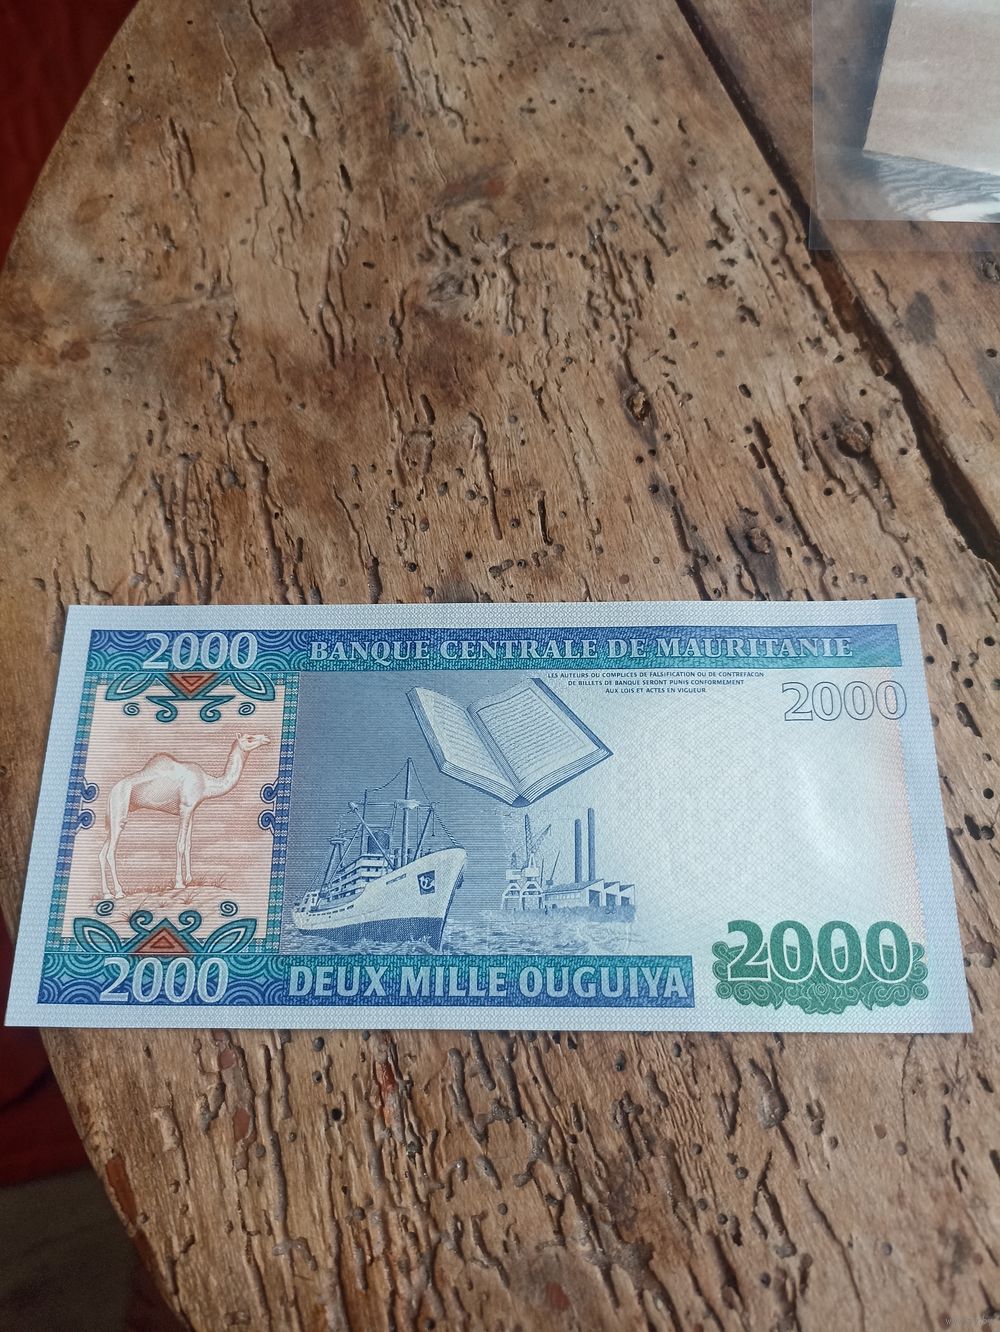 2000
BANQUE CENTRALE DE MAURITANIE
LES AUTEURS OU COMPLICES DE FALSIFICATION OU DE CONTREFAÇON
DE BILLETS DE BANQUE SERONT PUNIS CONFORMEMENT
AUX LOIS ET ACTES EN VIGUEUR
2000
2000
2000
DEUX MILLE OUGUIYA